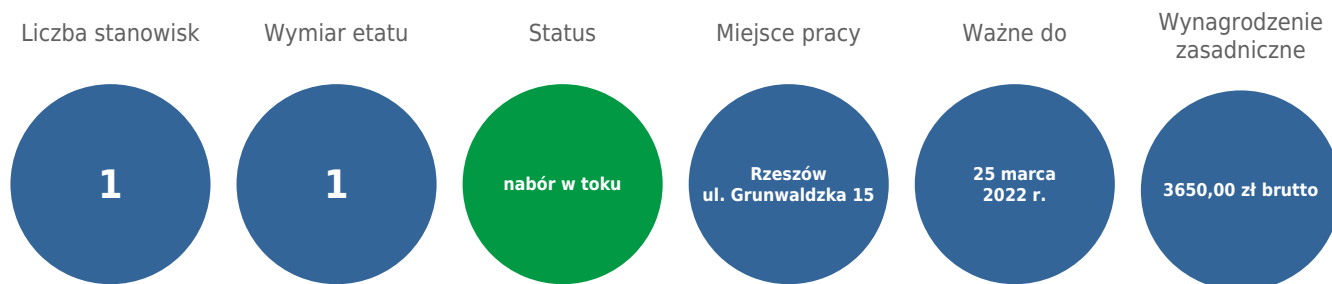 Liczba stanowisk
1
Wymiar etatu
1
Status
nabór w toku
Miejsce pracy
Rzeszów
ul. Grunwaldzka 15
Ważne do
25 marca
2022 r.
Wynagrodzenie
zasadnicze
3650,00 zł brutto